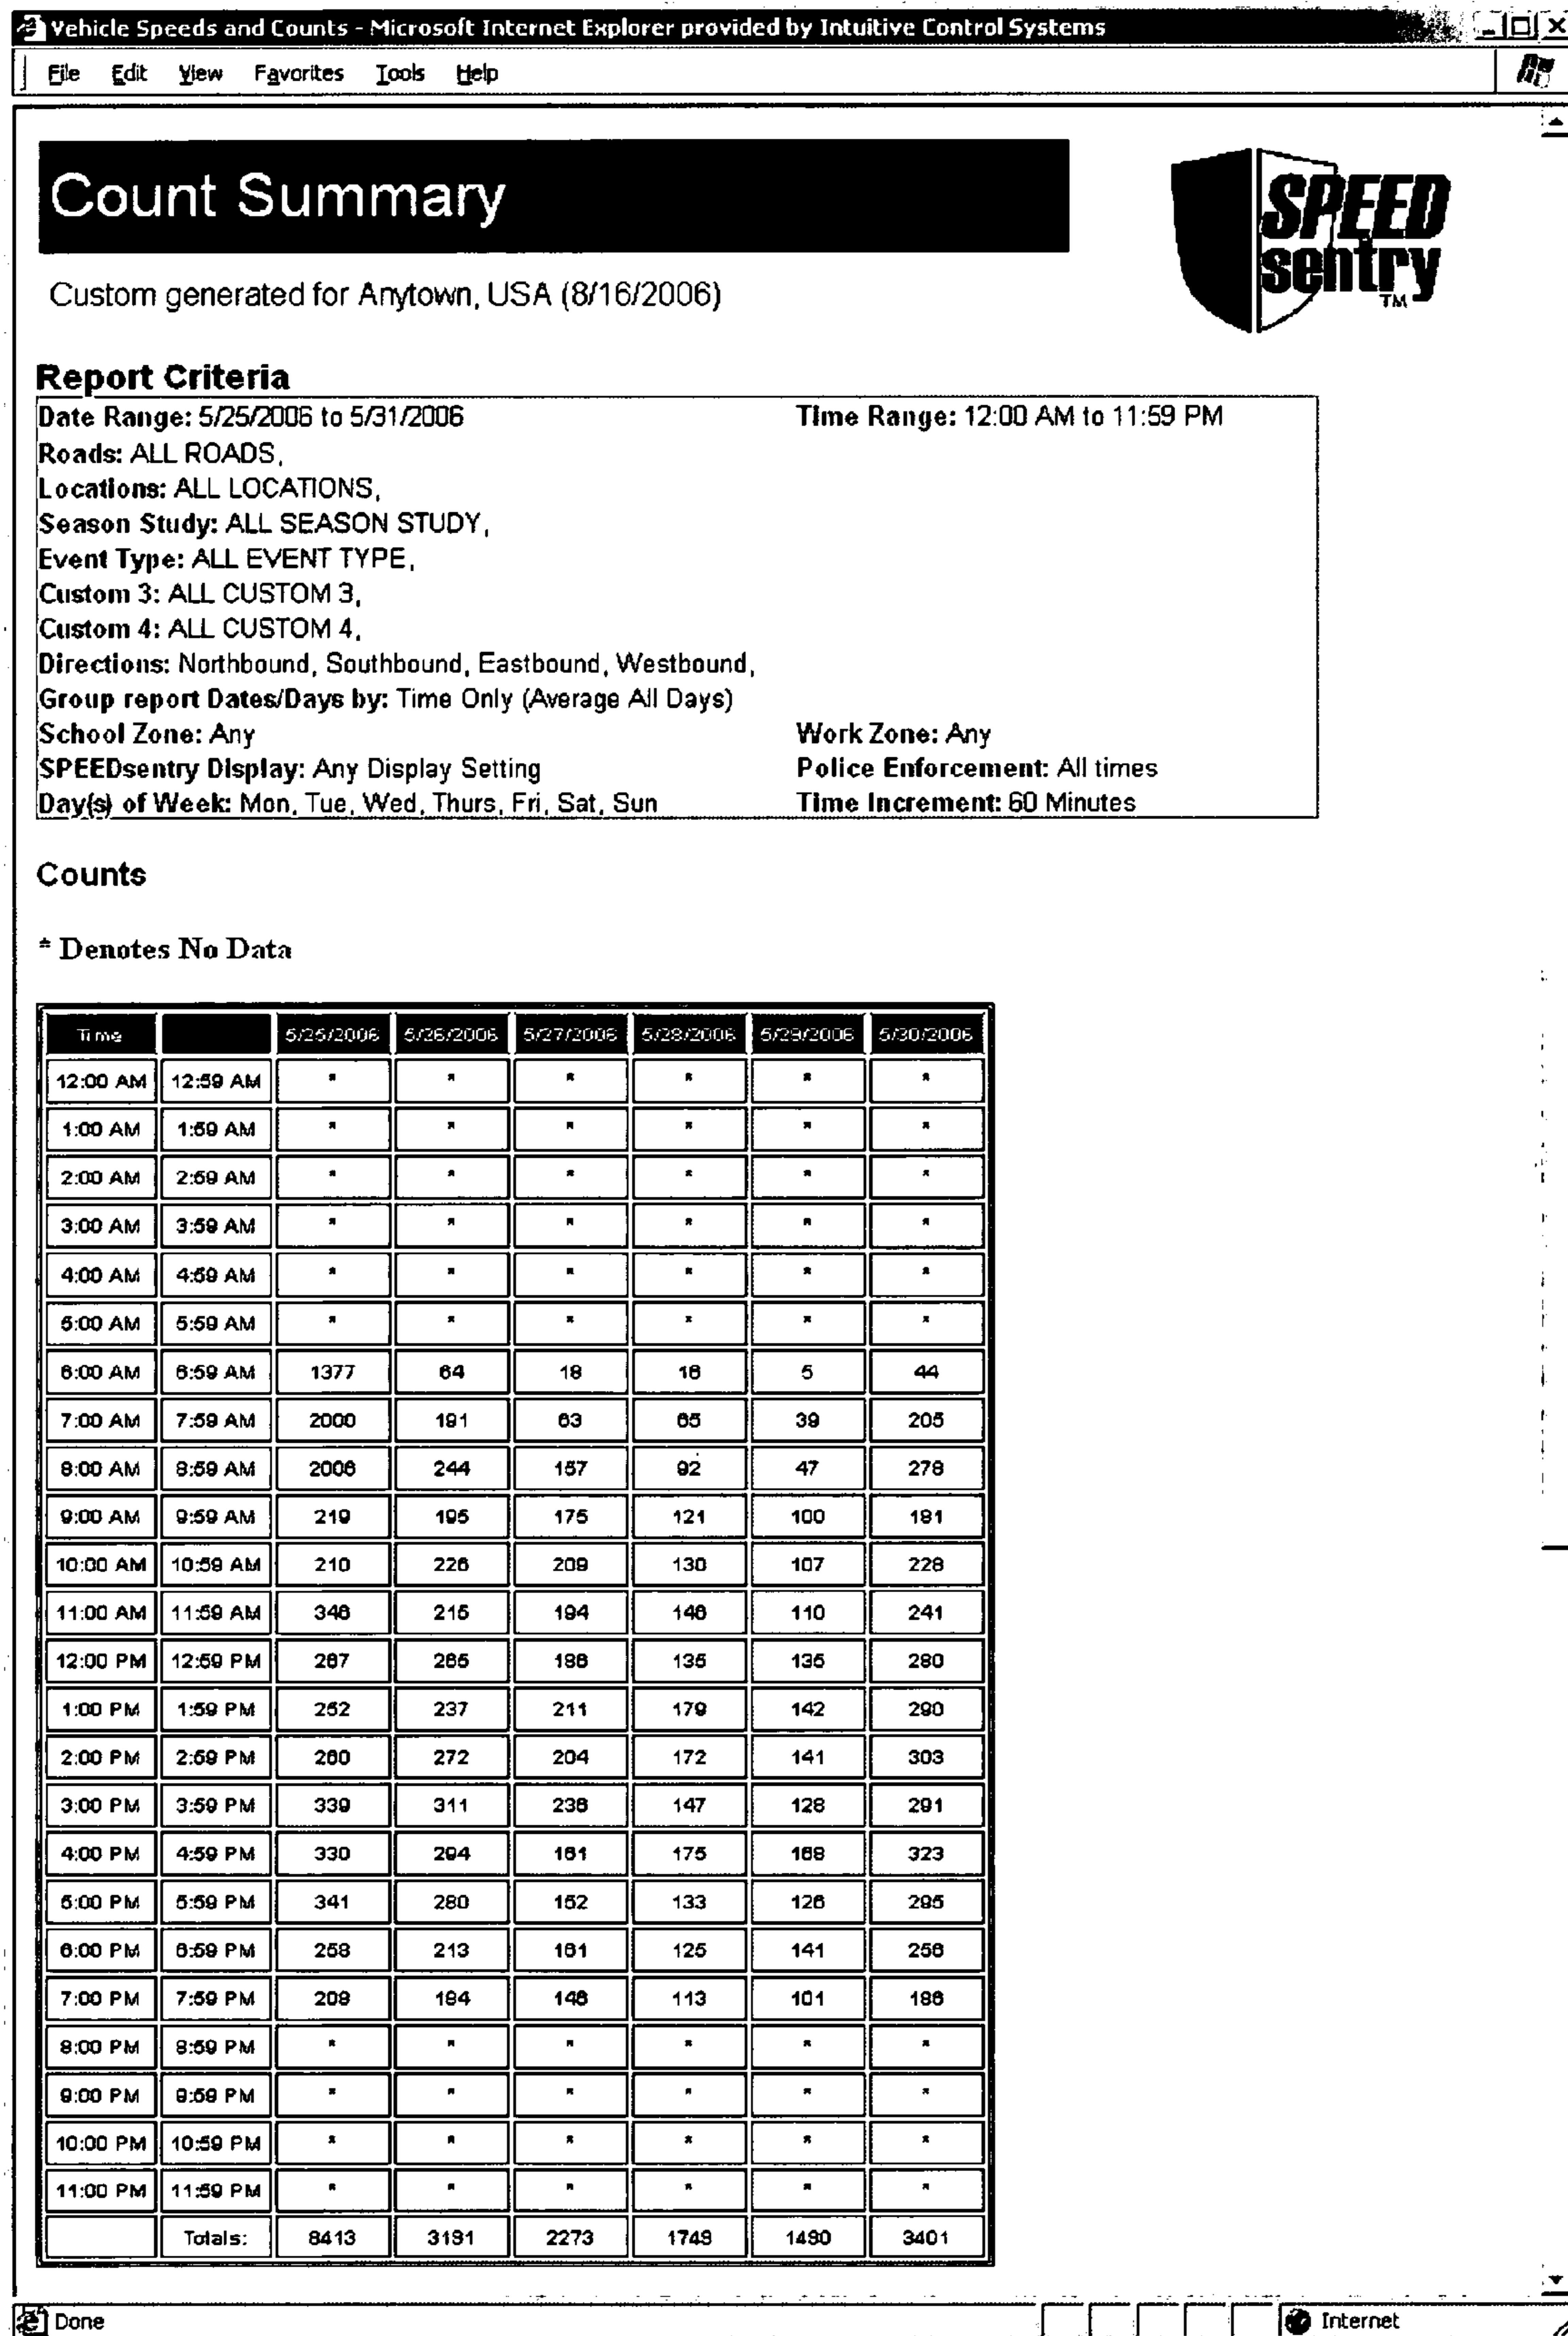 Vehicle Speeds and Counts - Microsoft Internet Explorer provided by Intuitive Control Systems
File Edit View Favorites Tools Help
Count Summary
SPEED
sentry
TM
Custom generated for Anytown, USA (8/16/2006)
Report Criteria
Date Range: 5/25/2006 to 5/31/2006 Time Range: 12:00 AM to 11:59 PM
Roads: ALL ROADS,
Locations: ALL LOCATIONS,
Season Study: ALL SEASON STUDY,
Event Type: ALL EVENT TYPE,
Custom 3: ALL CUSTOM 3,
Custom 4: ALL CUSTOM 4,
Directions: Northbound, Southbound, Eastbound, Westbound,
Group report Dates/Days by: Time Only (Average All Days)
School Zone: Any Work Zone: Any
SPEEDsentry Display: Any Display Setting Police Enforcement: All times
Day(s) of Week: Mon, Tue, Wed, Thurs, Fri, Sat, Sun Time Increment: 60 Minutes
Counts
* Denotes No Data
Time 5/25/2006 5/26/2006 5/27/2006 5/28/2006 5/29/2006 5/30/2006
12:00 AM 12:59 AM * * * * * *
1:00 AM 1:59 AM * * * * * *
2:00 AM 2:59 AM * * * * * *
3:00 AM 3:59 AM * * * * * *
4:00 AM 4:59 AM * * * * * *
5:00 AM 5:59 AM * * * * * *
6:00 AM 6:59 AM 1377 64 18 16 5 44
7:00 AM 7:59 AM 2000 191 63 65 39 205
8:00 AM 8:59 AM 2006 244 157 92 47 278
9:00 AM 9:59 AM 219 195 175 121 100 181
10:00 AM 10:59 AM 210 226 209 130 107 228
11:00 AM 11:59 AM 346 215 194 146 110 241
12:00 PM 12:59 PM 267 265 186 135 135 280
1:00 PM 1:59 PM 252 237 211 179 142 290
2:00 PM 2:59 PM 260 272 204 172 141 303
3:00 PM 3:59 PM 339 311 236 147 128 291
4:00 PM 4:59 PM 330 294 161 175 168 323
5:00 PM 5:59 PM 341 280 152 133 126 295
6:00 PM 6:59 PM 258 213 161 125 141 256
7:00 PM 7:59 PM 208 184 146 113 101 186
8:00 PM 8:59 PM * * * * * *
9:00 PM 9:59 PM * * * * * *
10:00 PM 10:59 PM * * * * * *
11:00 PM 11:59 PM * * * * * *
Totals: 8413 3191 2273 1749 1490 3401
Done Internet